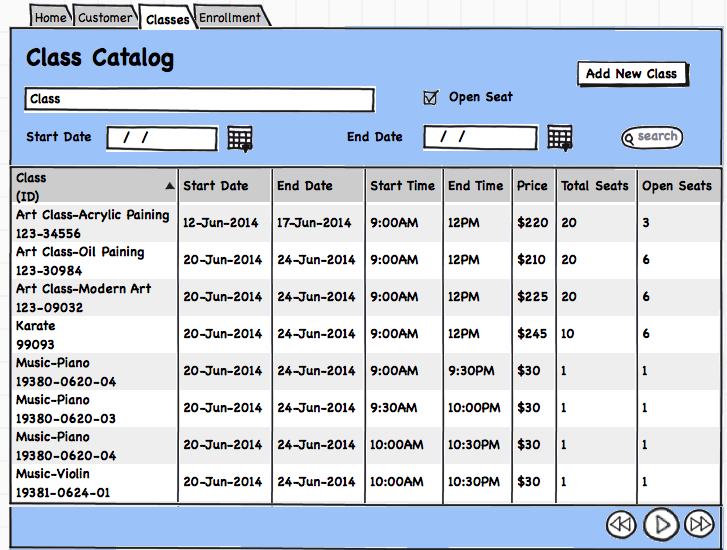 Home Customer Classes Enrollment
Class Catalog
Add New Class
Class
Open Seat
Start Date / / End Date / / search
Class
(ID) Start Date End Date Start Time End Time Price Total Seats Open Seats
Art Class-Acrylic Paining
123-34556 12-Jun-2014 17-Jun-2014 9:00AM 12PM $220 20 3
Art Class-Oil Paining
123-30984 20-Jun-2014 24-Jun-2014 9:00AM 12PM $210 20 6
Art Class-Modern Art
123-09032 20-Jun-2014 24-Jun-2014 9:00AM 12PM $225 20 6
Karate
99093 20-Jun-2014 24-Jun-2014 9:00AM 12PM $245 10 6
Music-Piano
19380-0620-04 20-Jun-2014 24-Jun-2014 9:00AM 9:30PM $30 1 1
Music-Piano
19380-0620-03 20-Jun-2014 24-Jun-2014 9:30AM 10:00PM $30 1 1
Music-Piano
19380-0620-04 20-Jun-2014 24-Jun-2014 10:00AM 10:30PM $30 1 1
Music-Violin
19381-0624-01 20-Jun-2014 24-Jun-2014 10:00AM 10:30PM $30 1 1